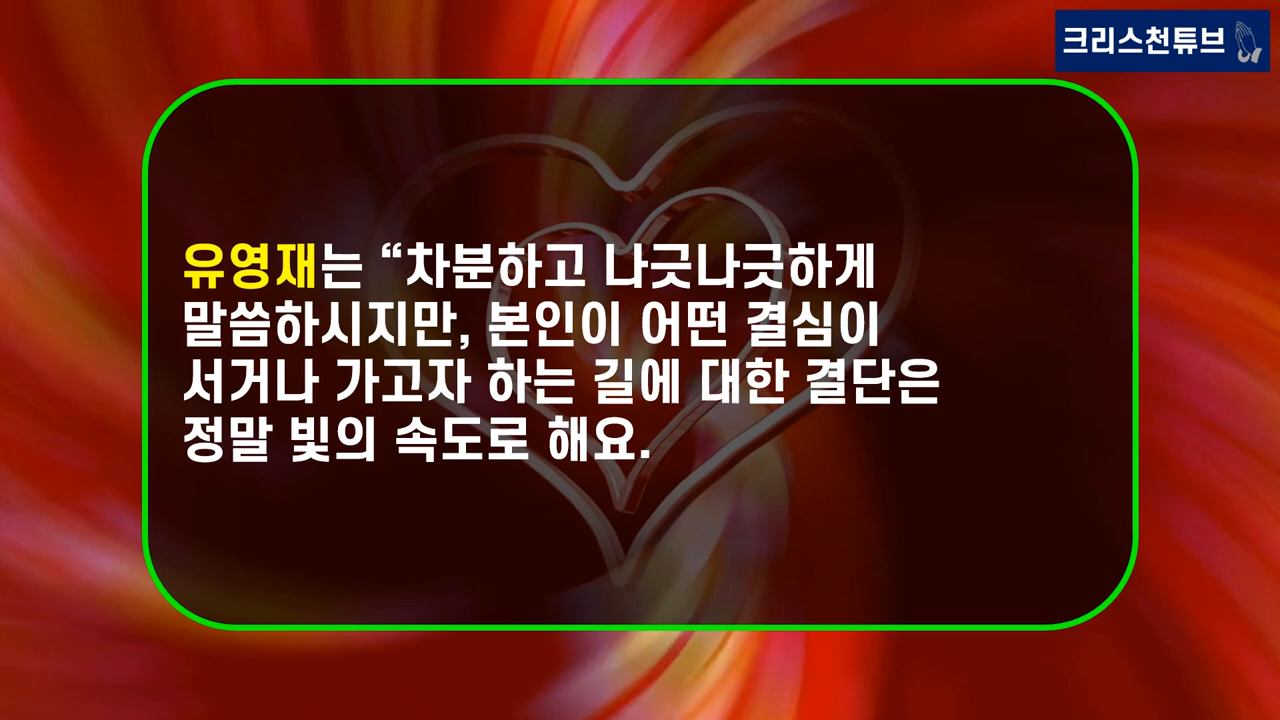 크리스천튜브
유영재는 “차분하고 나긋나긋하게
말씀하시지만, 본인이 어떤 결심이
서거나 가고자 하는 길에 대한 결단은
정말 빛의 속도로 해요.